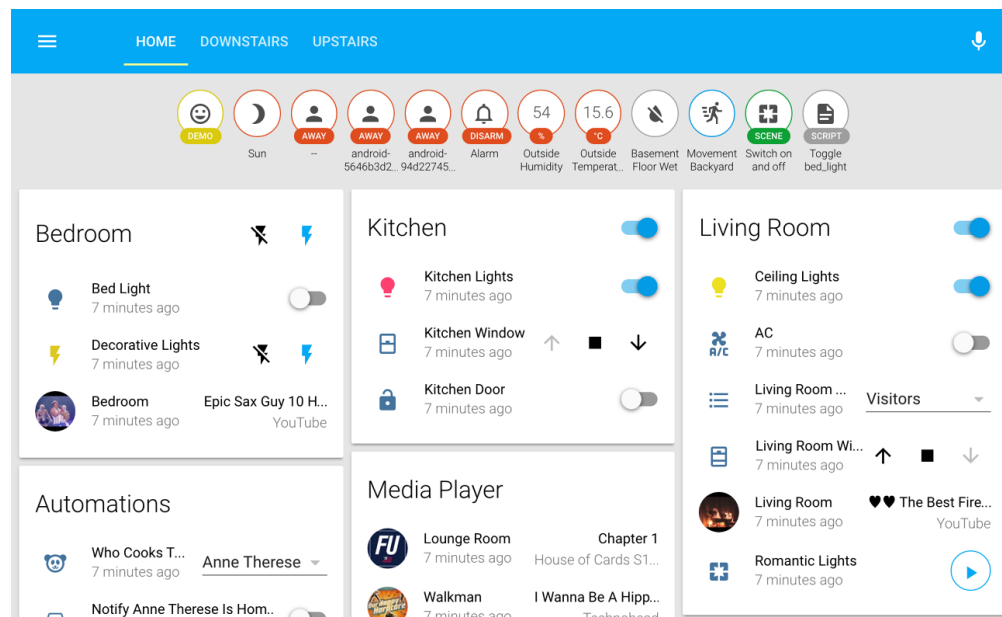 HOME DOWNSTAIRS UPSTAIRS
54 15.6
DEMO AWAY AWAY AWAY DISARM % °C SCENE SCRIPT
Sun -- android- android- Alarm Outside Outside Basement Movement Switch on Toggle
5646b3d2... 94d22745... Humidity Temperat... Floor Wet Backyard and off bed_light
Bedroom
Bed Light
7 minutes ago
Decorative Lights
7 minutes ago
Bedroom Epic Sax Guy 10 H...
7 minutes ago YouTube
Automations
Who Cooks T... Anne Therese
7 minutes ago
Notify Anne Therese Is Hom..
Kitchen
Kitchen Lights
7 minutes ago
Kitchen Window
7 minutes ago
Kitchen Door
7 minutes ago
Media Player
FU
Lounge Room Chapter 1
7 minutes ago House of Cards S1...
Walkman I Wanna Be A Hipp...
7 minutes ago Technohead
Living Room
Ceiling Lights
7 minutes ago
A/C
AC
7 minutes ago
Living Room ... Visitors
7 minutes ago
Living Room Wi...
7 minutes ago
Living Room ♥♥ The Best Fire...
7 minutes ago YouTube
Romantic Lights
7 minutes ago